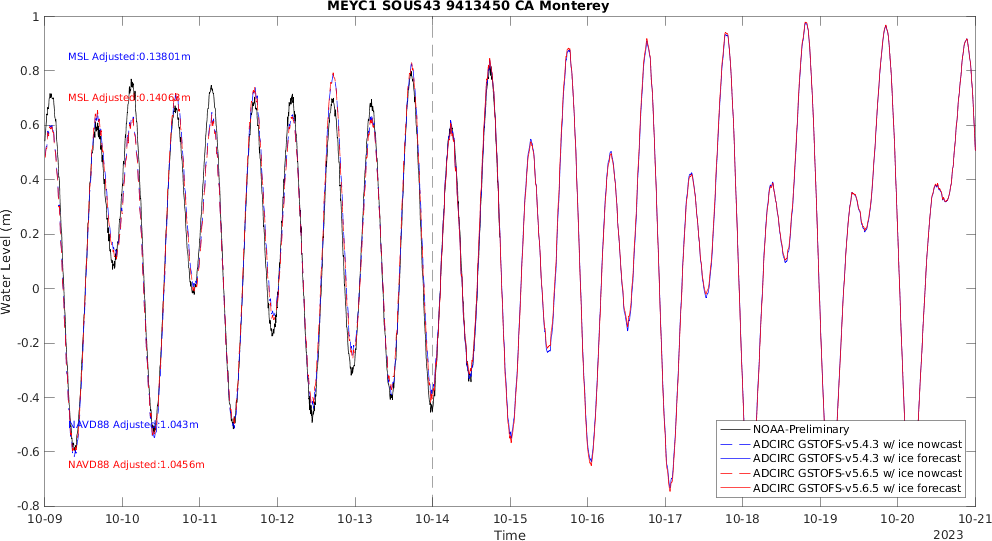 MEYC1 SOUS43 9413450 CA Monterey
1
0.8
0.6
0.4
0.2
0
-0.2
-0.4
-0.6
-0.8
Water Level (m)
MSL Adjusted:0.13801m
MSL Adjusted:0.14063m
NAVD88 Adjusted:1.043m
NAVD88 Adjusted:1.0456m
NOAA-Preliminary
ADCIRC GSTOFS-v5.4.3 w/ ice nowcast
ADCIRC GSTOFS-v5.4.3 w/ ice forecast
ADCIRC GSTOFS-v5.6.5 w/ ice nowcast
ADCIRC GSTOFS-v5.6.5 w/ ice forecast
10-09 10-10 10-11 10-12 10-13 10-14 10-15 10-16 10-17 10-18 10-19 10-20 10-21
Time
2023